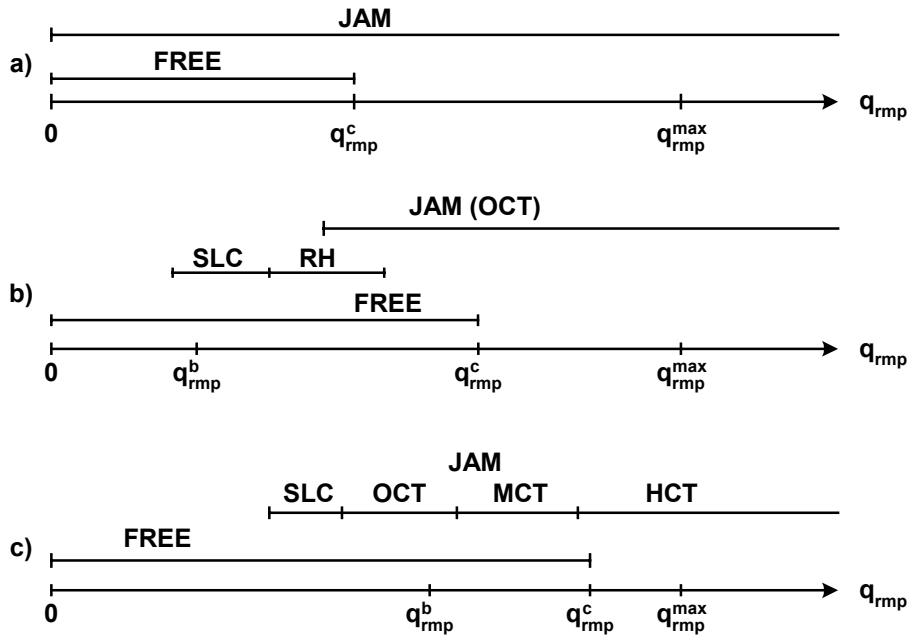 JAM
FREE
a)
q_rmp
0 q_rmp^c q_rmp^max
JAM (OCT)
SLC RH
FREE
b)
q_rmp
0 q_rmp^b q_rmp^c q_rmp^max
JAM
SLC OCT MCT HCT
FREE
c)
q_rmp
0 q_rmp^b q_rmp^c q_rmp^max